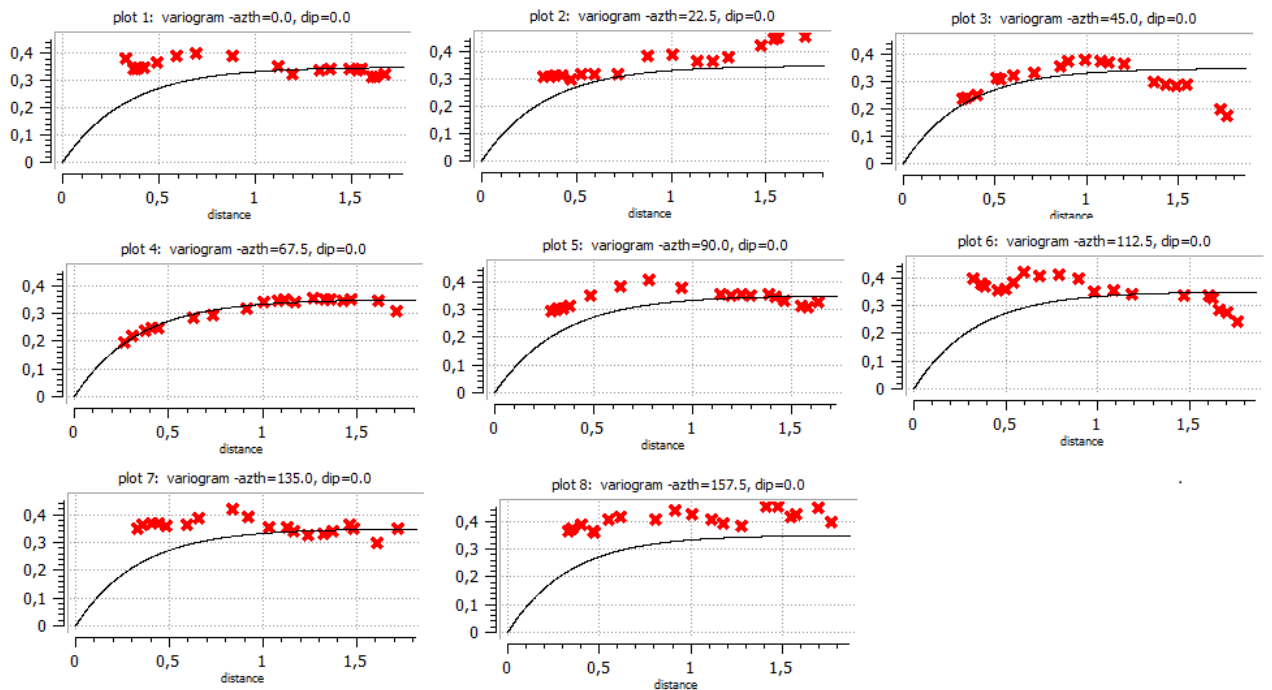 plot 1: variogram -azth=0.0, dip=0.0
0,4
0,3
0,2
0,1
0
0 0,5 1 1,5
distance
plot 2: variogram -azth=22.5, dip=0.0
0,4
0,3
0,2
0,1
0
0 0,5 1 1,5
distance
plot 3: variogram -azth=45.0, dip=0.0
0,4
0,3
0,2
0,1
0
0 0,5 1 1,5
distance
plot 4: variogram -azth=67.5, dip=0.0
0,4
0,3
0,2
0,1
0
0 0,5 1 1,5
distance
plot 5: variogram -azth=90.0, dip=0.0
0,4
0,3
0,2
0,1
0
0 0,5 1 1,5
distance
plot 6: variogram -azth=112.5, dip=0.0
0,4
0,3
0,2
0,1
0
0 0,5 1 1,5
distance
plot 7: variogram -azth=135.0, dip=0.0
0,4
0,3
0,2
0,1
0
0 0,5 1 1,5
distance
plot 8: variogram -azth=157.5, dip=0.0
0,4
0,3
0,2
0,1
0
0 0,5 1 1,5
distance